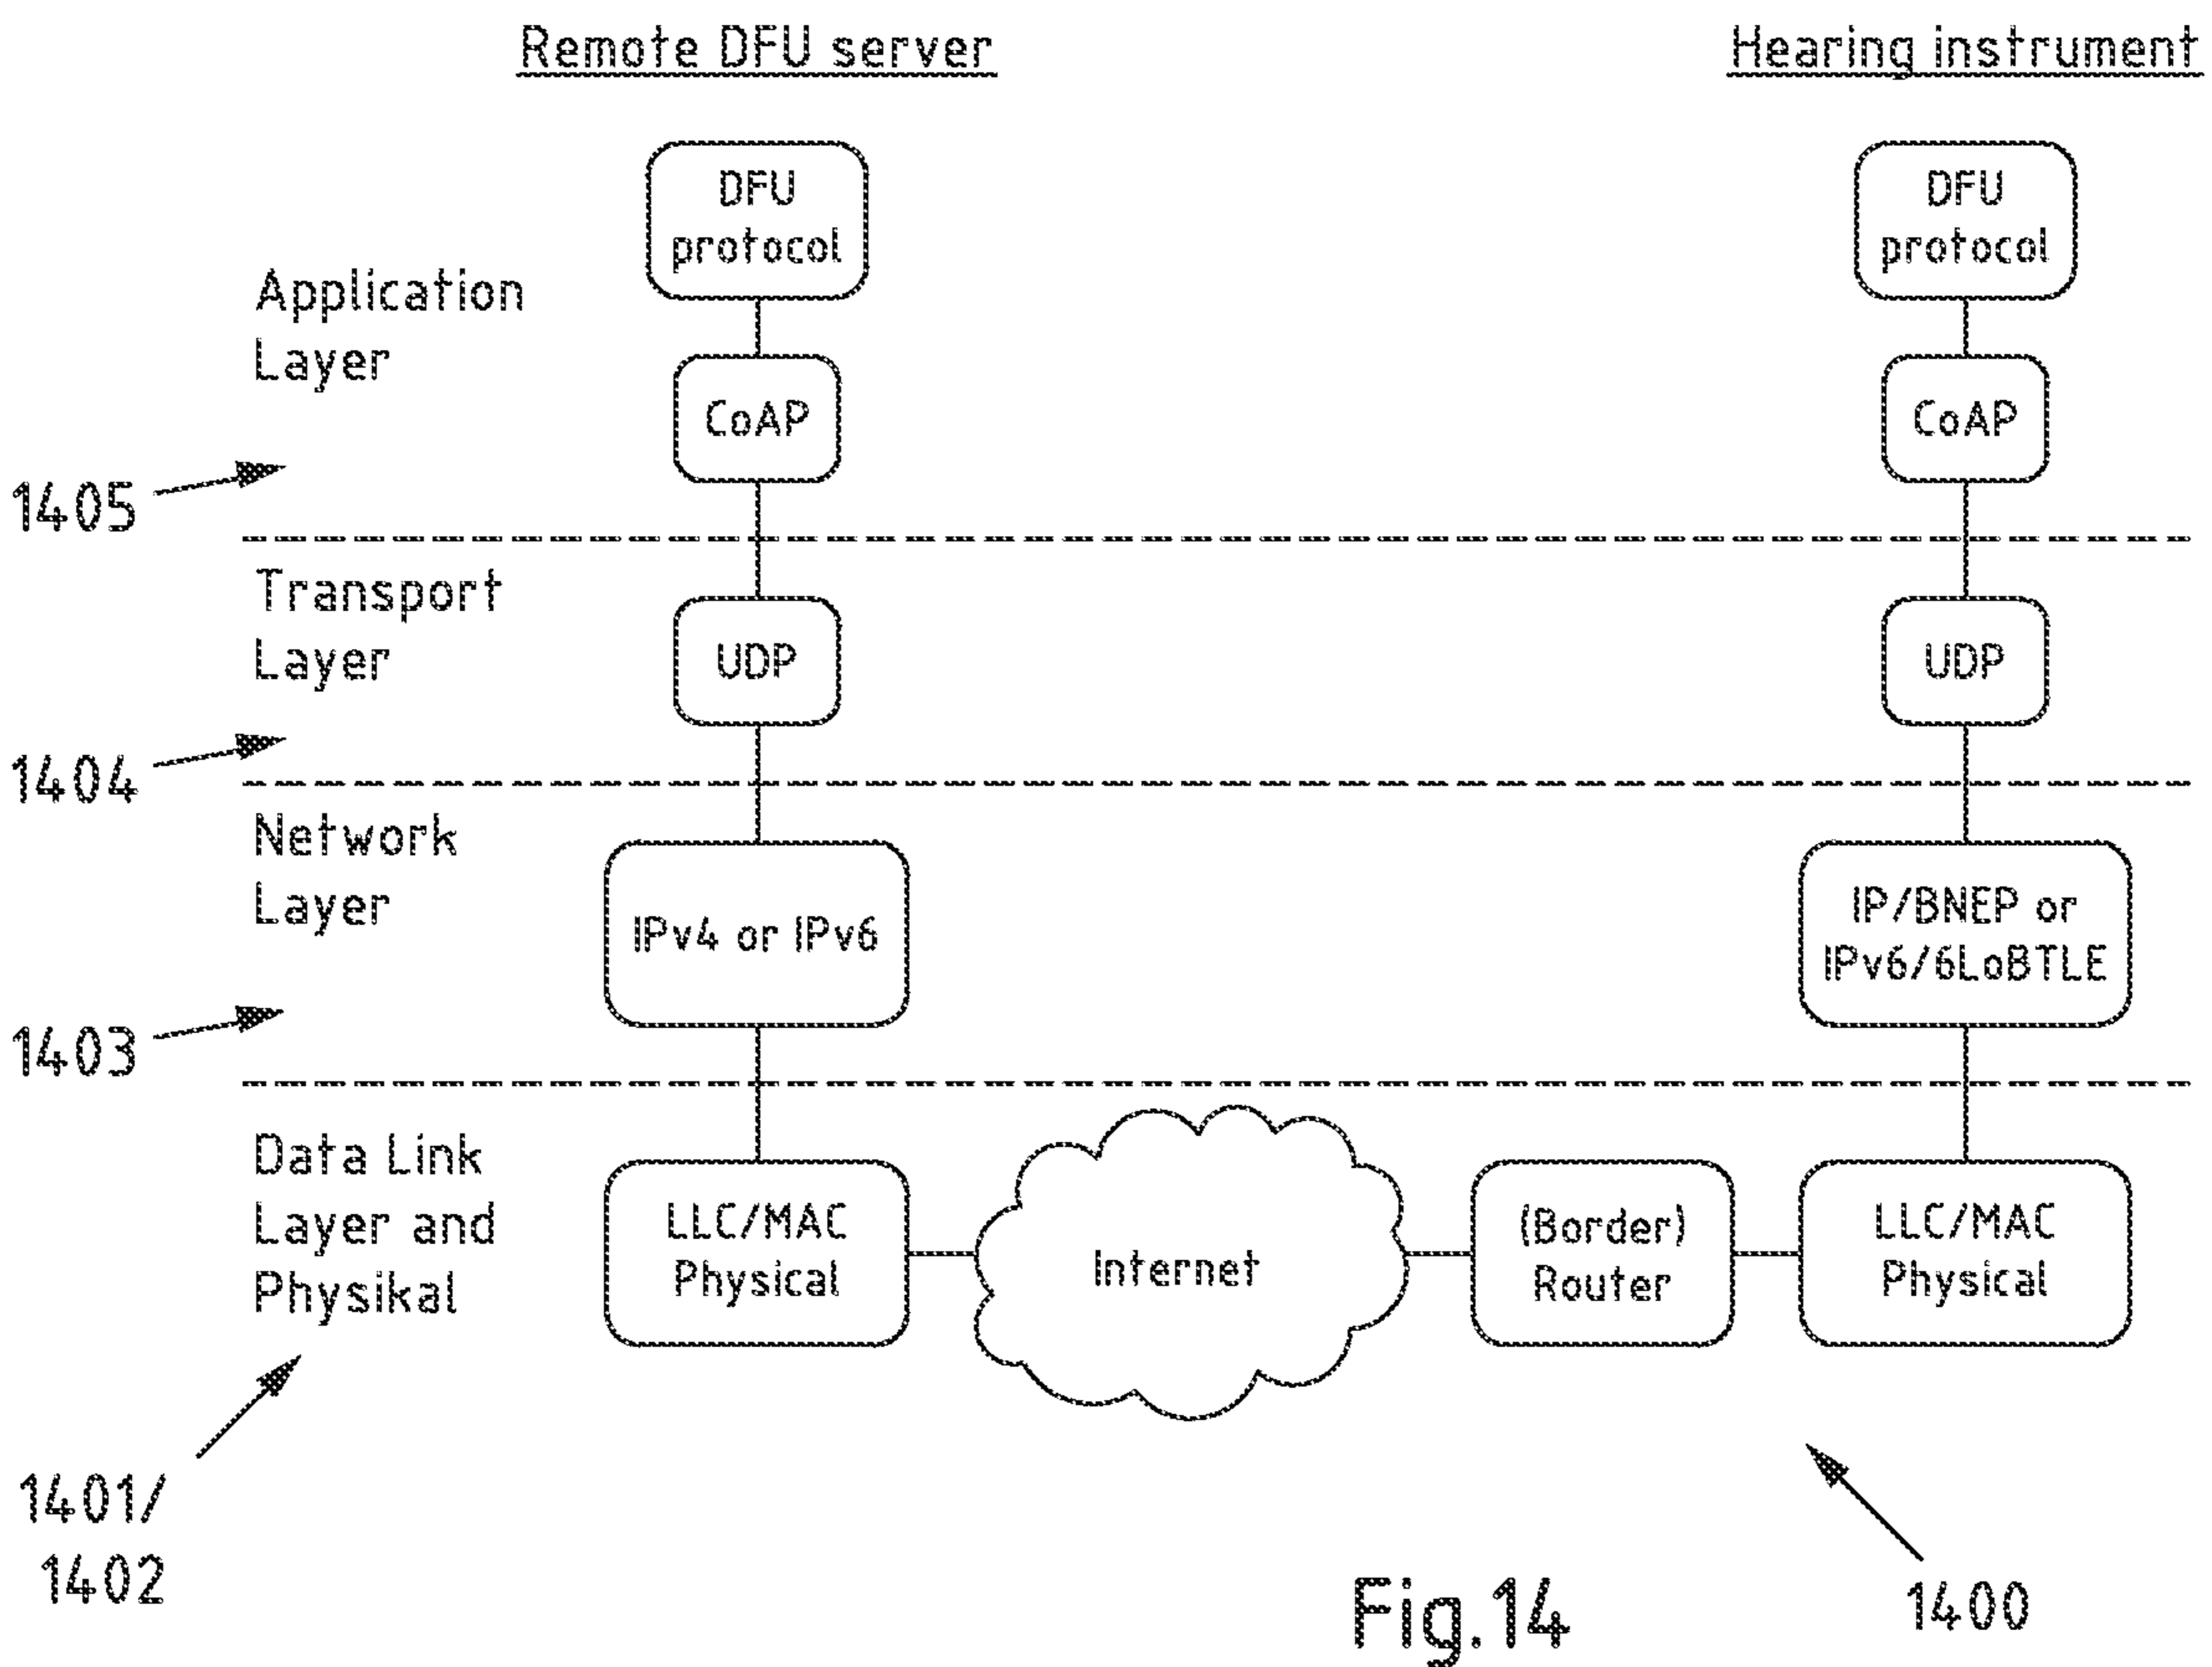 Remote DFU server
Hearing instrument
DFU
protocol
DFU
protocol
Application
Layer
CoAP
CoAP
1405
Transport
Layer
UDP
UDP
1404
Network
Layer
IPv4 or IPv6
IP/BNEP or
IPv6/6LoBTLE
1403
Data Link
Layer and
Physikal
LLC/MAC
Physical
Internet
(Border)
Router
LLC/MAC
Physical
1401/
1402
Fig.14
1400